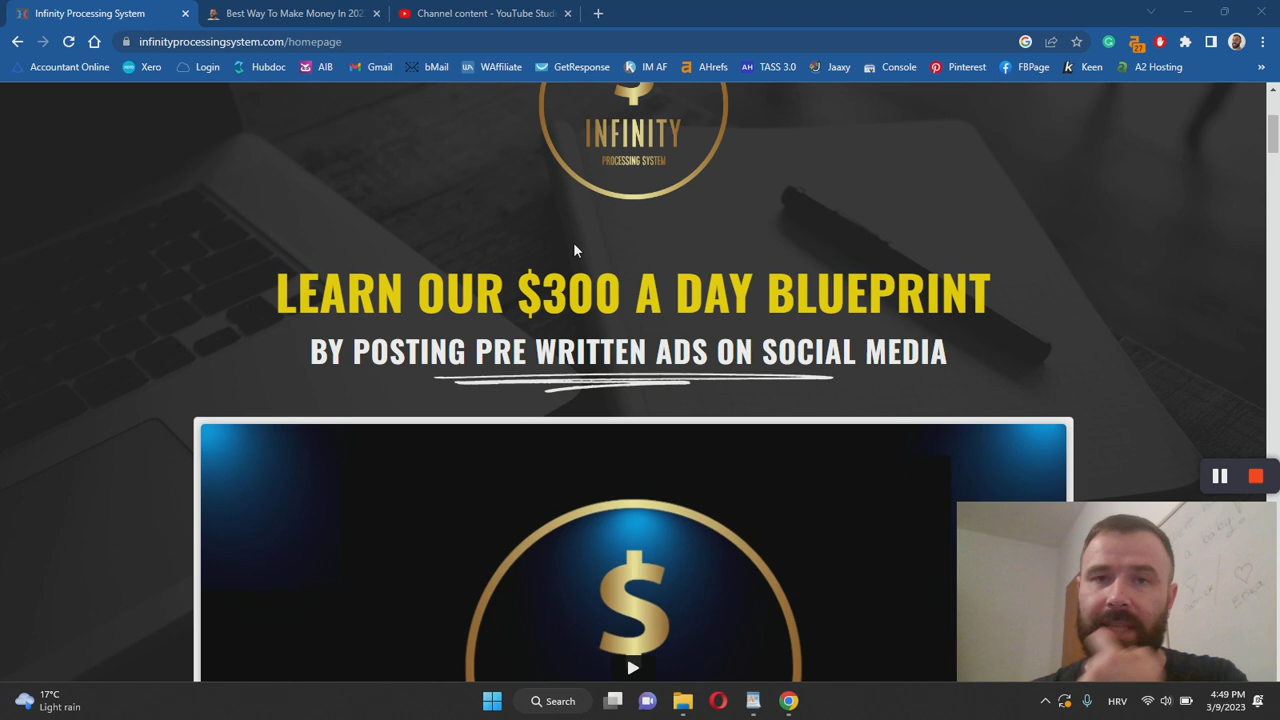 Infinity Processing System
Best Way To Make Money In 202
Channel content - YouTube Stud
infinityprocessingsystem.com/homepage
27
Accountant Online
Xero
Login
Hubdoc
AIB
Gmail
bMail
WAffiliate
GetResponse
IM AF
AHrefs
TASS 3.0
Jaaxy
Console
Pinterest
FBPage
Keen
A2 Hosting
$
INFINITY
PROCESSING SYSTEM
LEARN OUR $300 A DAY BLUEPRINT
BY POSTING PRE WRITTEN ADS ON SOCIAL MEDIA
$
17°C
Light rain
Search
HRV
4:49 PM
3/9/2023